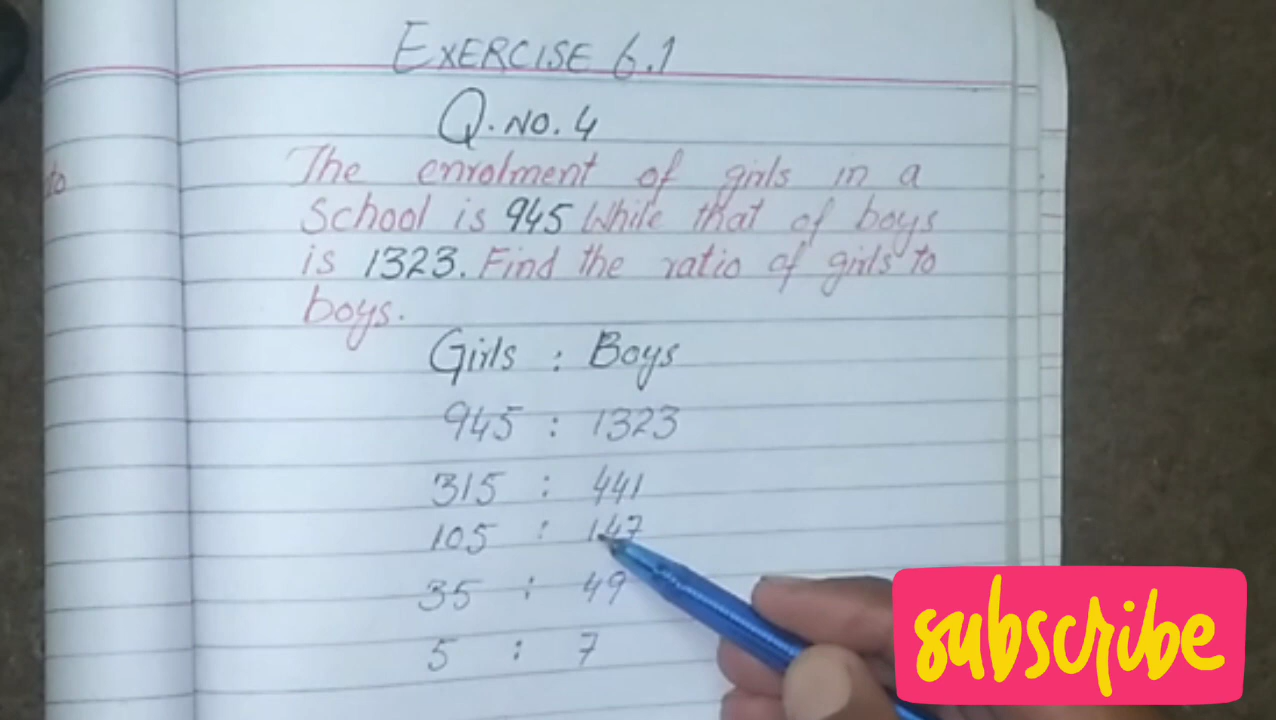 EXERCISE 6.1
Q.NO.4
to
The enrolment of girls in a
School is 945 While that of boys
is 1323. Find the ratio of girls to
boys.
Girls : Boys
945 : 1323
315 : 441
105 : 147
35 : 49
5 : 7
subscribe